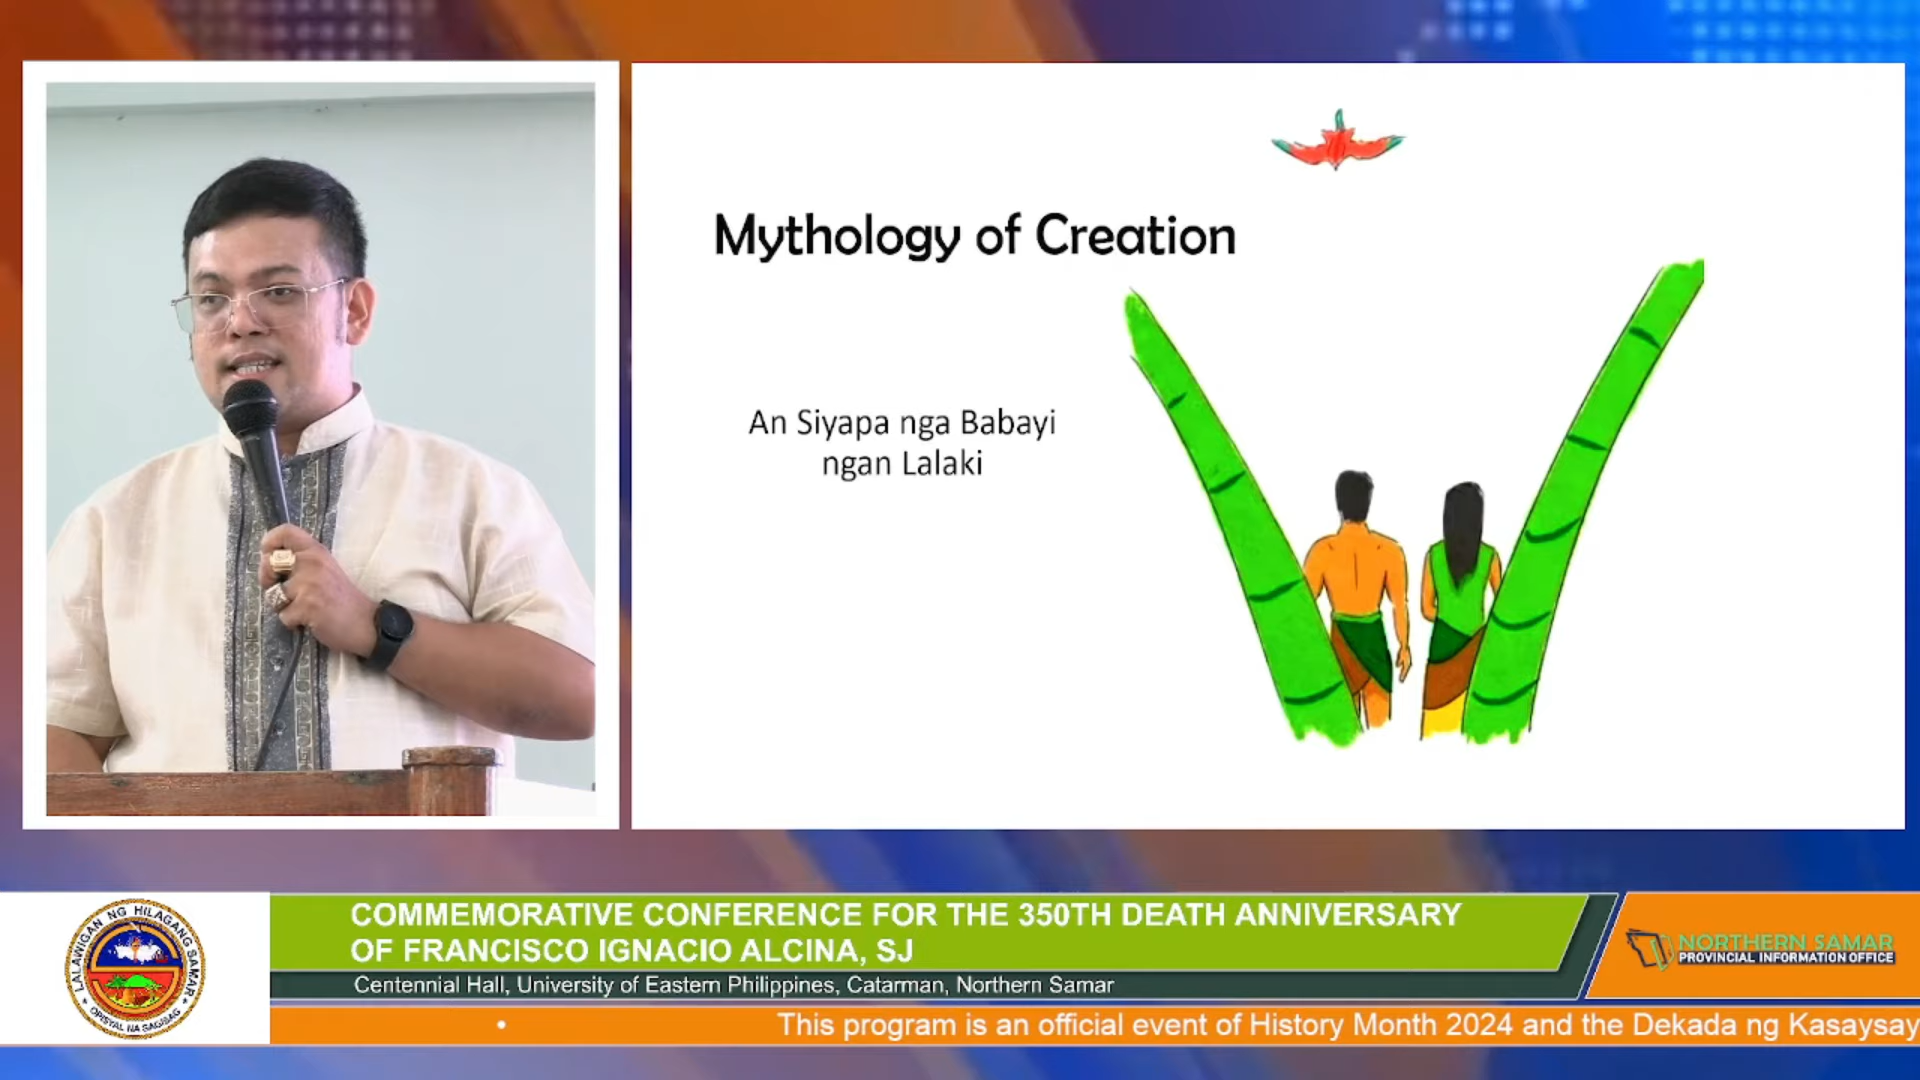 Mythology of Creation
An Siyapa nga Babayi
ngan Lalaki
LALAWIGAN NG HILAGANG SAMAR
OPISYAL NA SAGISAG
COMMEMORATIVE CONFERENCE FOR THE 350TH DEATH ANNIVERSARY
OF FRANCISCO IGNACIO ALCINA, SJ
Centennial Hall, University of Eastern Philippines, Catarman, Northern Samar
NORTHERN SAMAR
PROVINCIAL INFORMATION OFFICE
• This program is an official event of History Month 2024 and the Dekada ng Kasaysay